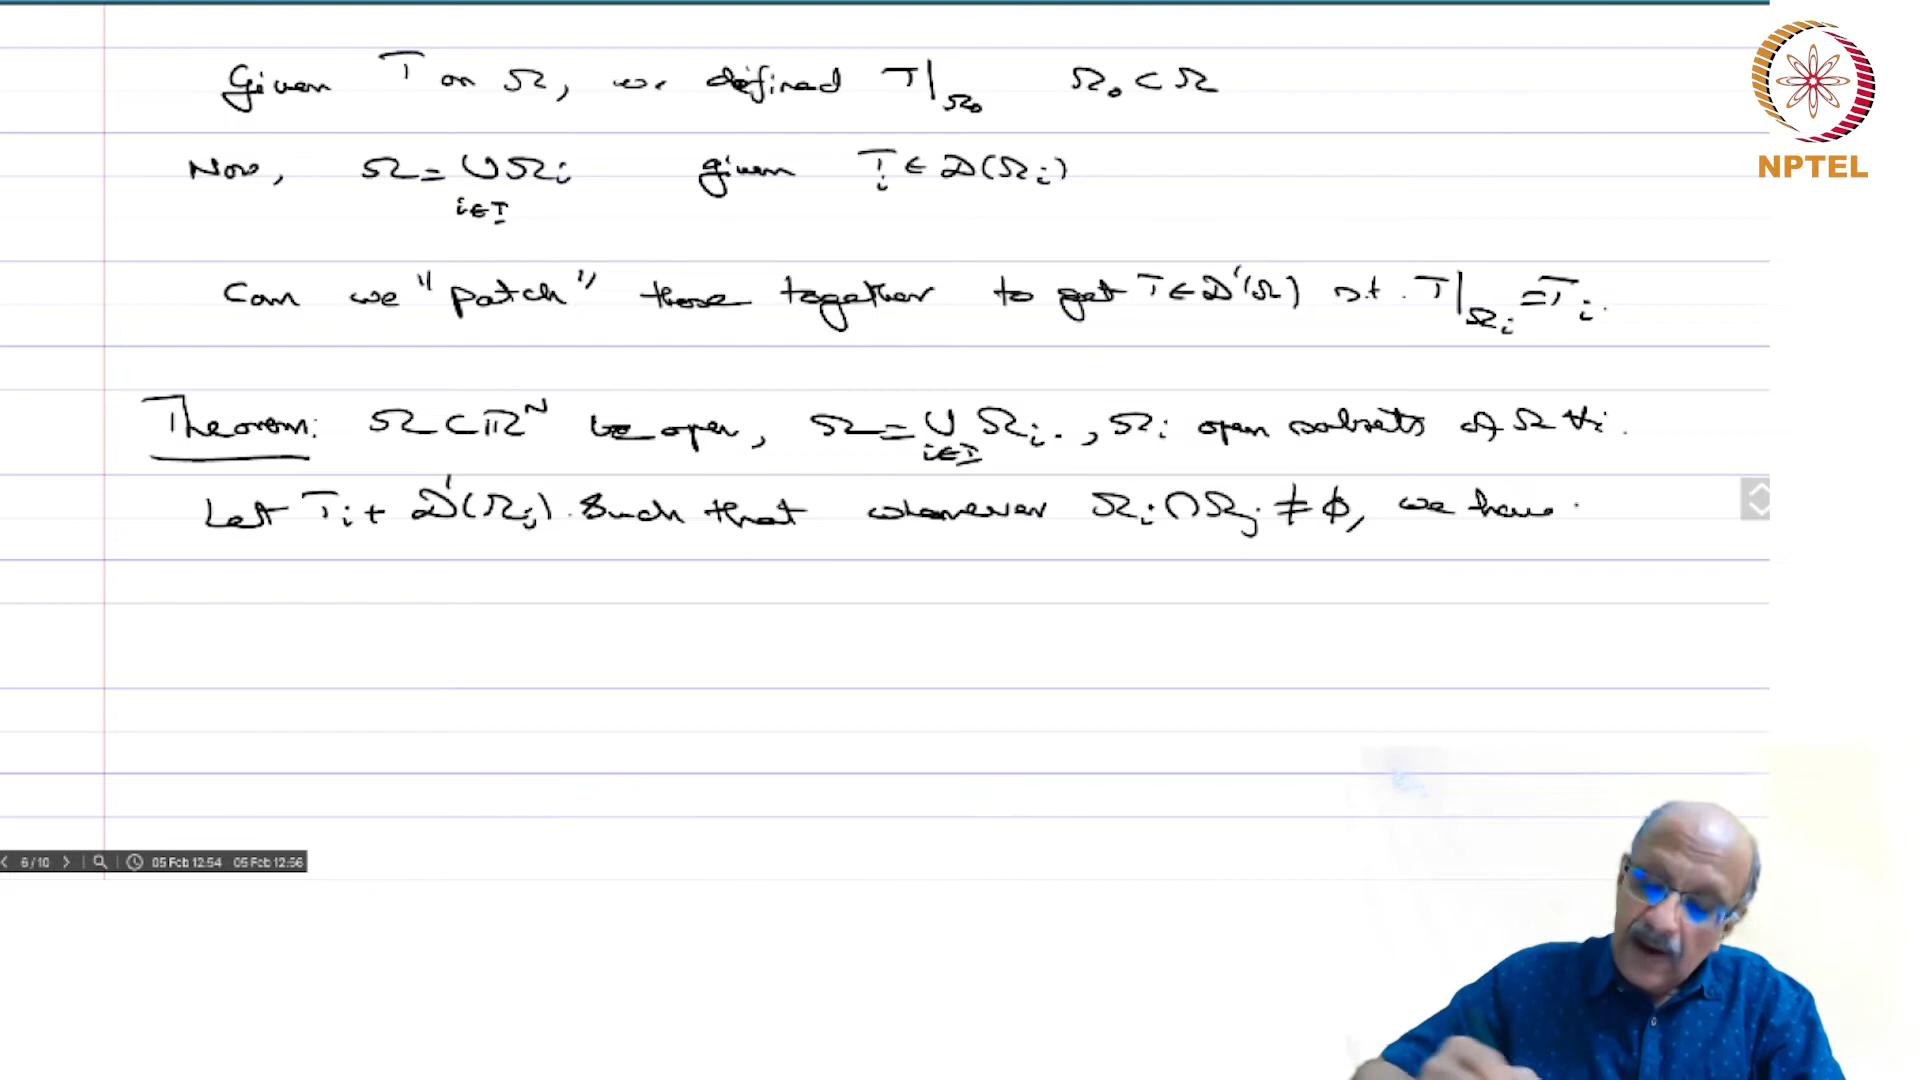 Given T on Ω, we defined T|_Ω₀ Ω₀ ⊂ Ω
NPTEL
Now, Ω = ∪ Ωᵢ given Tᵢ ∈ D(Ωᵢ)
i∈I
Can we "patch" these together to get T ∈ D'(Ω) s.t. T|_Ωᵢ = Tᵢ.
Theorem: Ω ⊂ ℝᴺ be open, Ω = ∪ Ωᵢ., Ωᵢ open subsets of Ω ∀i.
i∈I
Let Tᵢ ∈ D'(Ωᵢ). Such that whenever Ωᵢ ∩ Ωⱼ ≠ ϕ, we have.
6/10 05 Feb 12:54 05 Feb 12:56